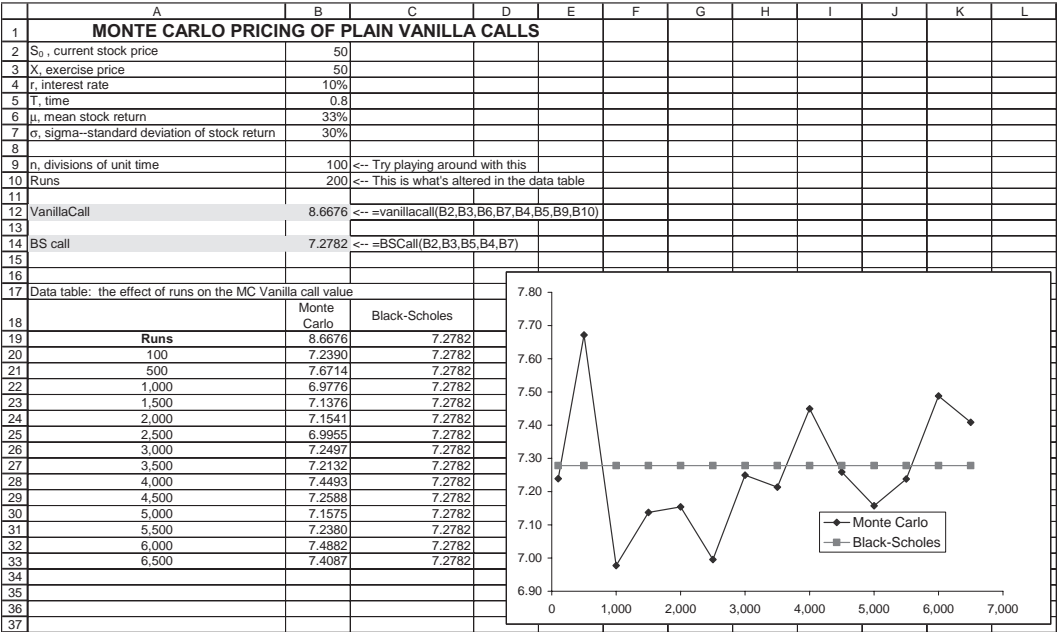 A B C D E F G H I J K L
1 MONTE CARLO PRICING OF PLAIN VANILLA CALLS
2 S0 , current stock price 50
3 X, exercise price 50
4 r, interest rate 10%
5 T, time 0.8
6 μ, mean stock return 33%
7 σ, sigma--standard deviation of stock return 30%
8
9 n, divisions of unit time 100 <-- Try playing around with this
10 Runs 200 <-- This is what's altered in the data table
11
12 VanillaCall 8.6676 <-- =vanillacall(B2,B3,B6,B7,B4,B5,B9,B10)
13
14 BS call 7.2782 <-- =BSCall(B2,B3,B5,B4,B7)
15
16
17 Data table: the effect of runs on the MC Vanilla call value
18 Monte Carlo Black-Scholes
19 Runs 8.6676 7.2782
20 100 7.2390 7.2782
21 500 7.6714 7.2782
22 1,000 6.9776 7.2782
23 1,500 7.1376 7.2782
24 2,000 7.1541 7.2782
25 2,500 6.9955 7.2782
26 3,000 7.2497 7.2782
27 3,500 7.2132 7.2782
28 4,000 7.4493 7.2782
29 4,500 7.2588 7.2782
30 5,000 7.1575 7.2782
31 5,500 7.2380 7.2782
32 6,000 7.4882 7.2782
33 6,500 7.4087 7.2782
34
35
36
37
7.80
7.70
7.60
7.50
7.40
7.30
7.20
7.10
7.00
6.90
0 1,000 2,000 3,000 4,000 5,000 6,000 7,000
Monte Carlo
Black-Scholes